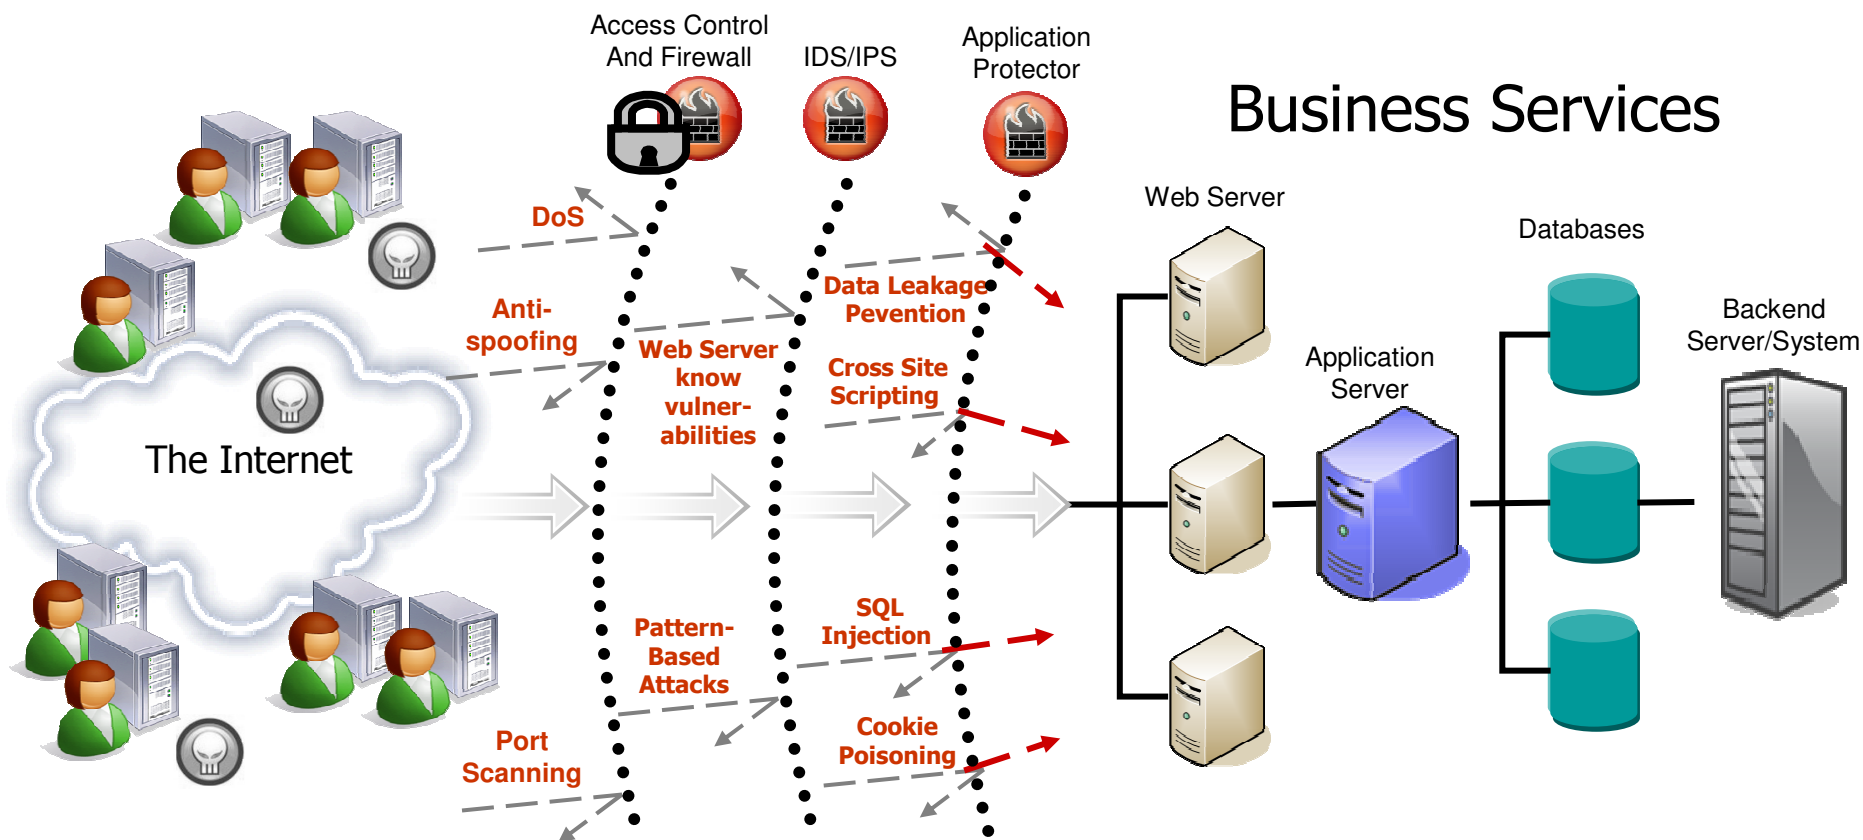 Access Control
And Firewall
IDS/IPS
Application
Protector
Business Services
DoS
Anti-
spoofing
The Internet
Port
Scanning
Web Server
know
vulner-
abilities
Pattern-
Based
Attacks
Data Leakage
Pevention
Cross Site
Scripting
SQL
Injection
Cookie
Poisoning
Web Server
Application
Server
Databases
Backend
Server/System